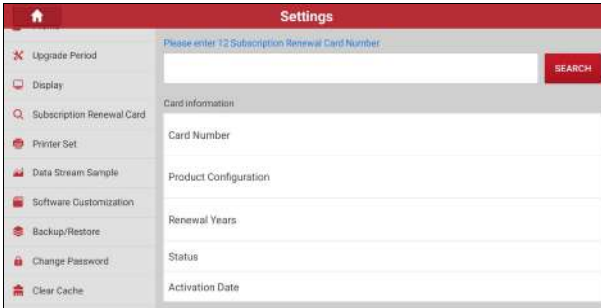 Settings
Upgrade Period
Display
Subscription Renewal Card
Printer Set
Data Stream Sample
Software Customization
Backup/Restore
Change Password
Clear Cache
Please enter 12 Subscription Renewal Card Number
SEARCH
Card information
Card Number
Product Configuration
Renewal Years
Status
Activation Date